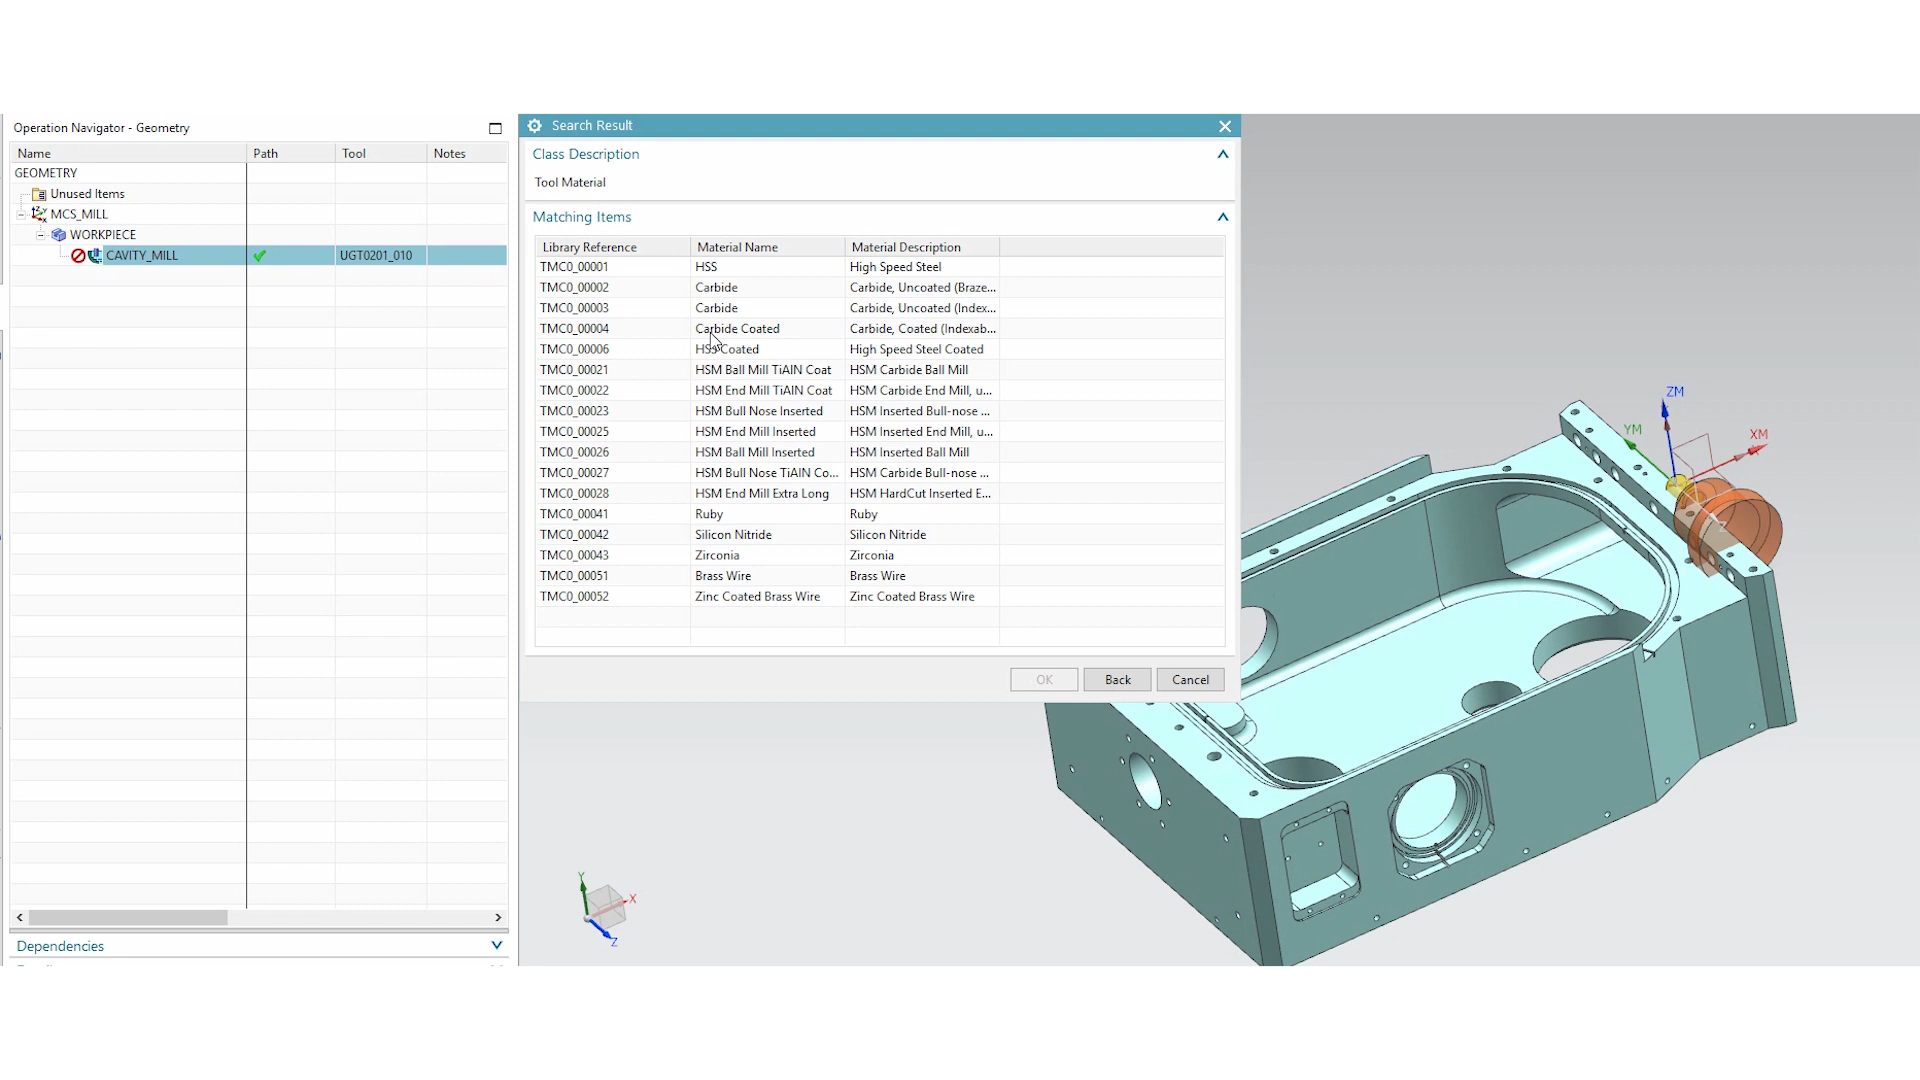 Operation Navigator - Geometry
Name Path Tool Notes
GEOMETRY
Unused Items
MCS_MILL
WORKPIECE
CAVITY_MILL UGT0201_010
Dependencies
Search Result
Class Description
Tool Material
Matching Items
Library Reference Material Name Material Description
TMC0_00001 HSS High Speed Steel
TMC0_00002 Carbide Carbide, Uncoated (Braze...
TMC0_00003 Carbide Carbide, Uncoated (Index...
TMC0_00004 Carbide Coated Carbide, Coated (Indexab...
TMC0_00006 HSS Coated High Speed Steel Coated
TMC0_00021 HSM Ball Mill TiAlN Coat HSM Carbide Ball Mill
TMC0_00022 HSM End Mill TiAlN Coat HSM Carbide End Mill, u...
TMC0_00023 HSM Bull Nose Inserted HSM Inserted Bull-nose ...
TMC0_00025 HSM End Mill Inserted HSM Inserted End Mill, u...
TMC0_00026 HSM Ball Mill Inserted HSM Inserted Ball Mill
TMC0_00027 HSM Bull Nose TiAlN Co... HSM Carbide Bull-nose ...
TMC0_00028 HSM End Mill Extra Long HSM HardCut Inserted E...
TMC0_00041 Ruby Ruby
TMC0_00042 Silicon Nitride Silicon Nitride
TMC0_00043 Zirconia Zirconia
TMC0_00051 Brass Wire Brass Wire
TMC0_00052 Zinc Coated Brass Wire Zinc Coated Brass Wire
OK Back Cancel
ZM
YM
XM
Y
X
Z